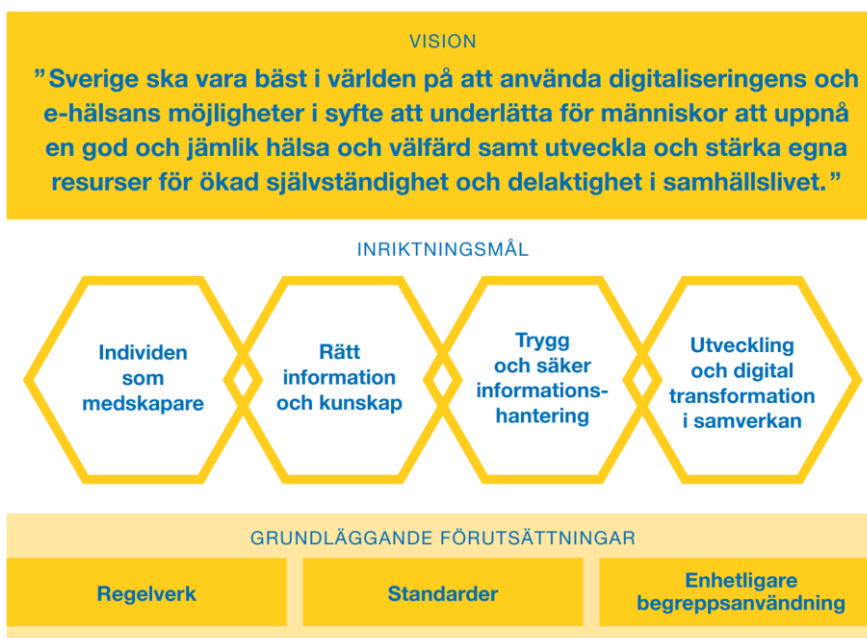 VISION
”Sverige ska vara bäst i världen på att använda digitaliseringens och
e-hälsans möjligheter i syfte att underlätta för människor att uppnå
en god och jämlik hälsa och välfärd samt utveckla och stärka egna
resurser för ökad självständighet och delaktighet i samhällslivet.”
INRIKTNINGSMÅL
Individen
som
medskapare
Rätt
information
och kunskap
Trygg
och säker
informations-
hantering
Utveckling
och digital
transformation
i samverkan
GRUNDLÄGGANDE FÖRUTSÄTTNINGAR
Regelverk
Standarder
Enhetligare
begreppsanvändning